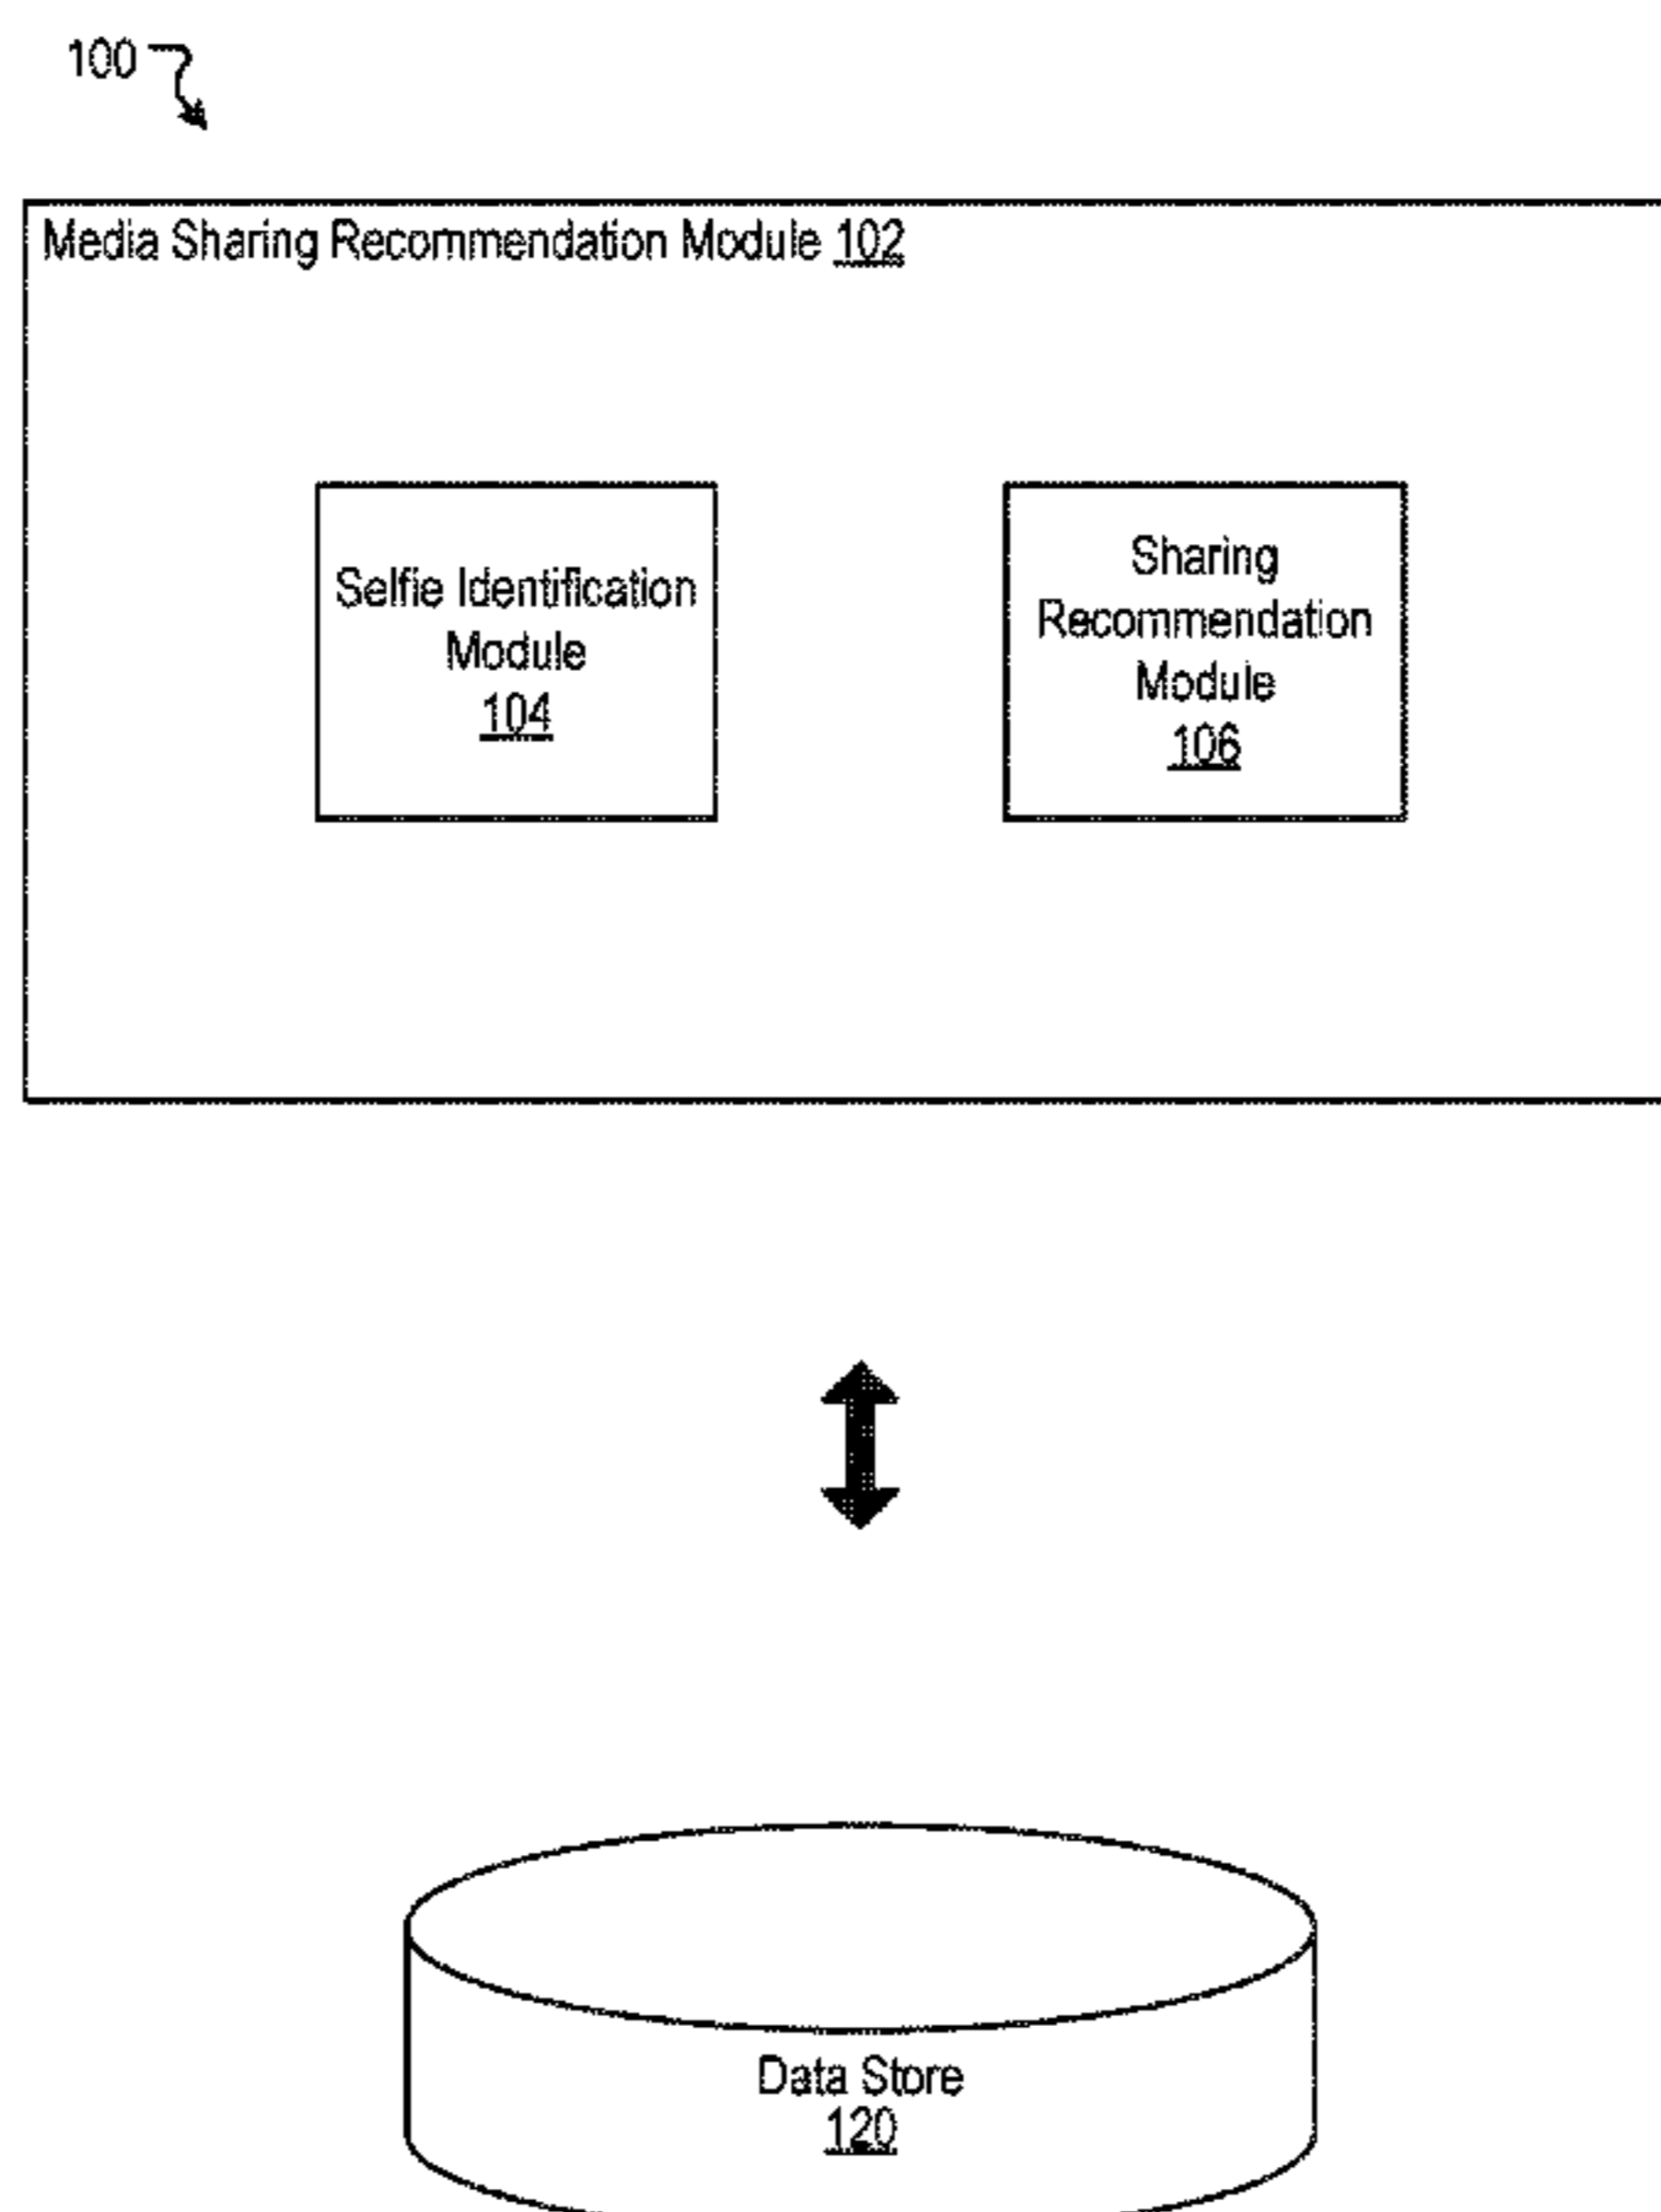 100
Media Sharing Recommendation Module 102
Selfie Identification
Module
104
Sharing
Recommendation
Module
106
Data Store
120